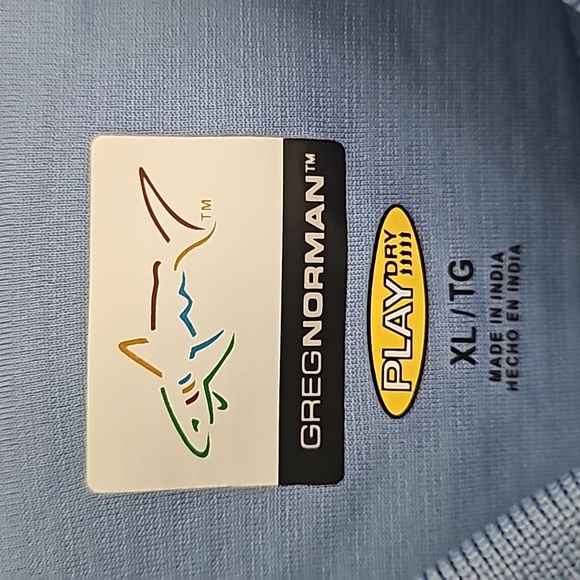 TM
GREGNORMAN™
PLAYDRY
XL / TG
MADE IN INDIA
HECHO EN INDIA